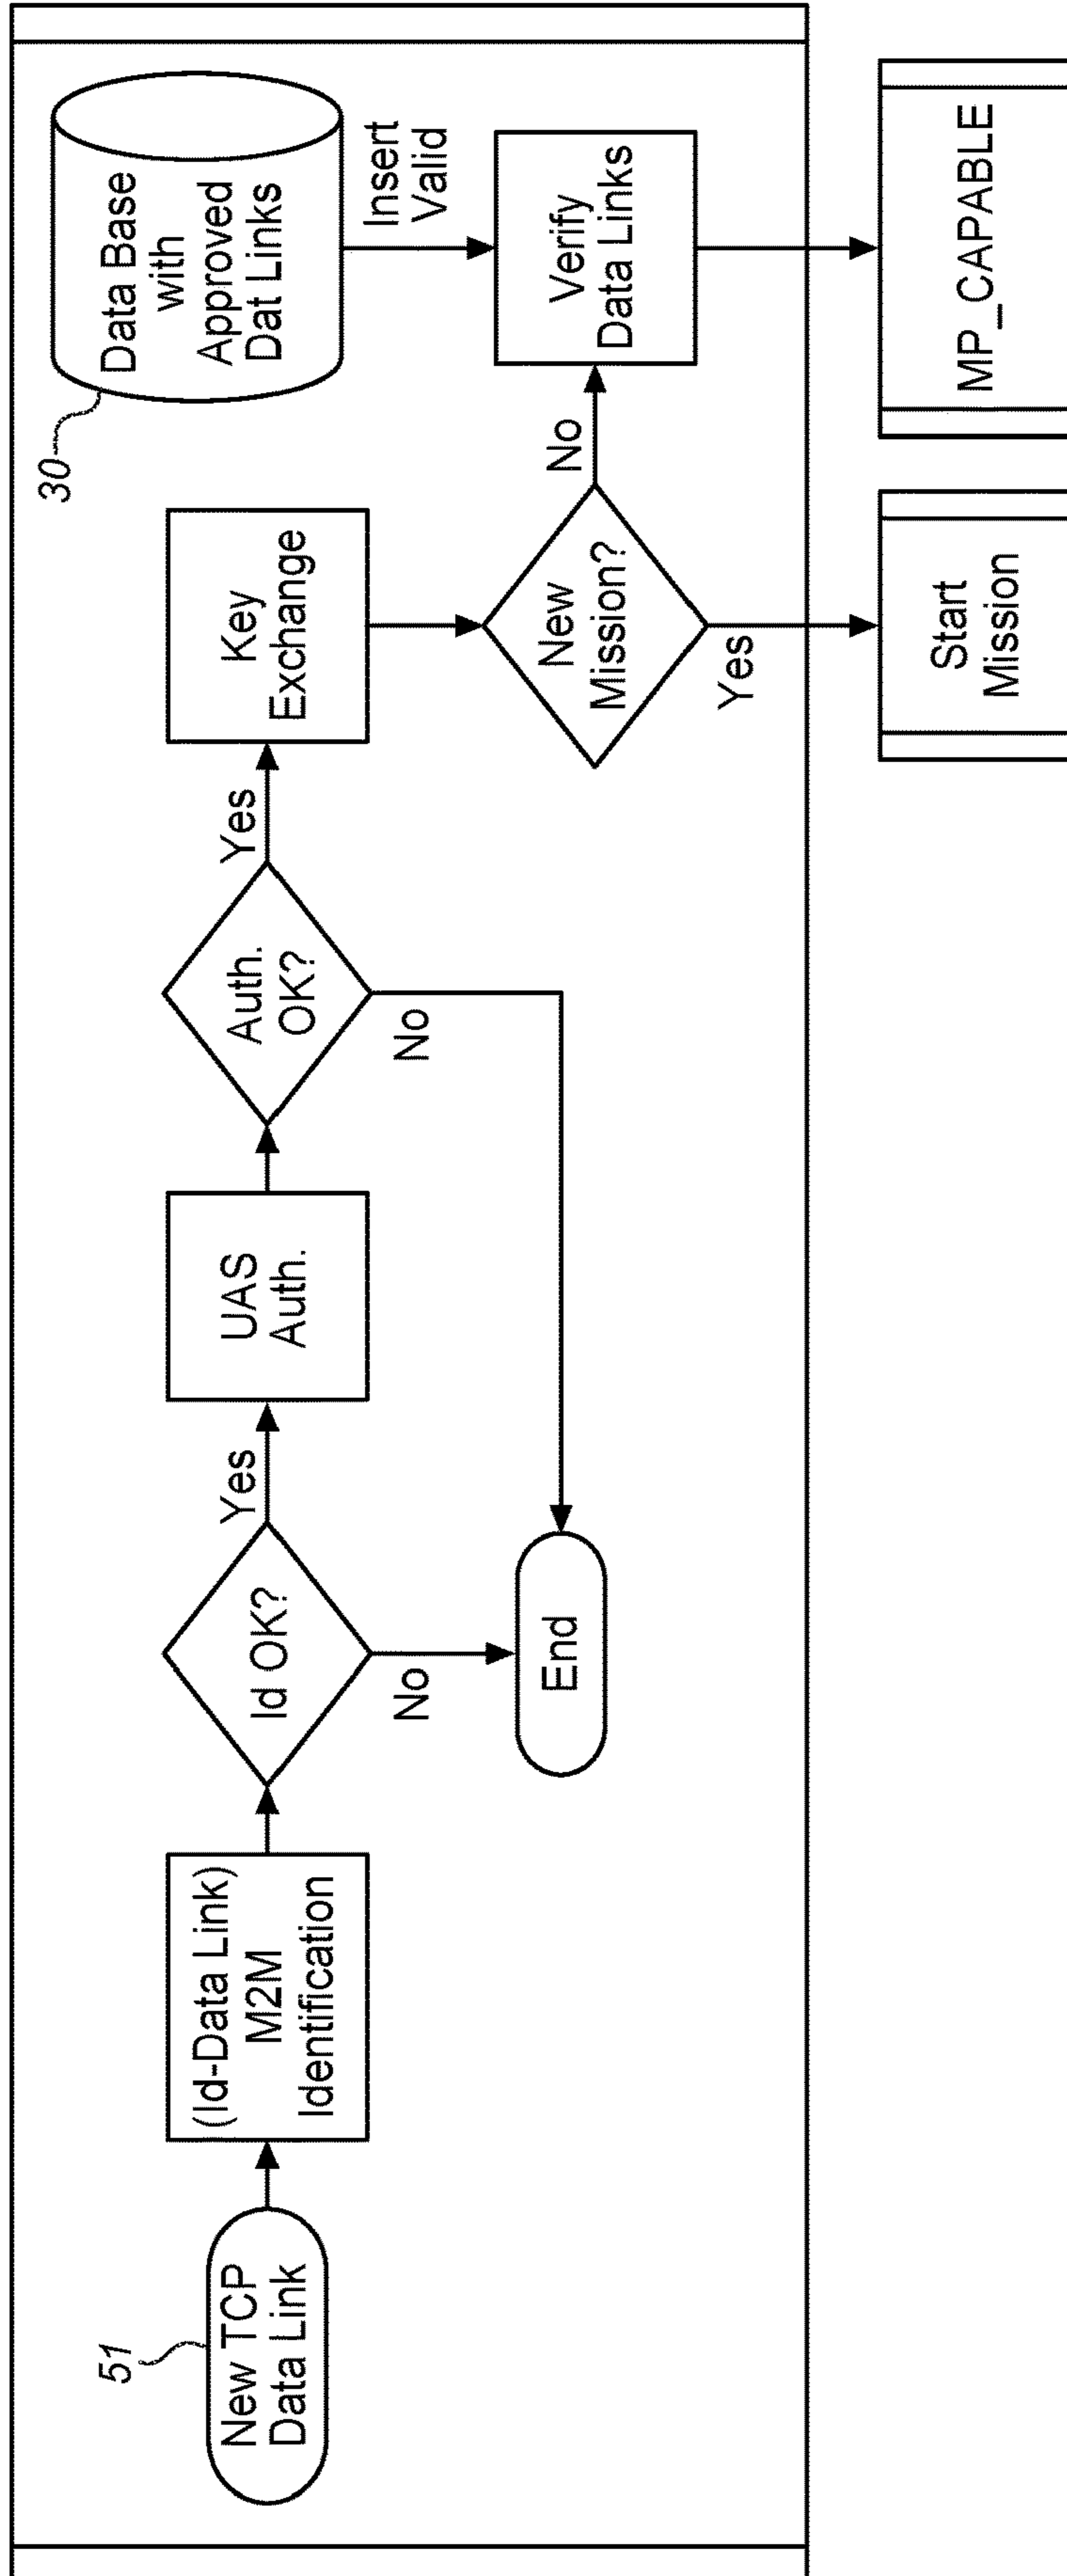 51
New TCP
Data Link
(Id-Data Link)
M2M
Identification
Id OK?
Yes
No
UAS
Auth.
Auth.
OK?
Yes
No
End
Key
Exchange
New
Mission?
No
Yes
30
Data Base
with
Approved
Dat Links
Insert
Valid
Verify
Data Links
Start
Mission
MP_CAPABLE